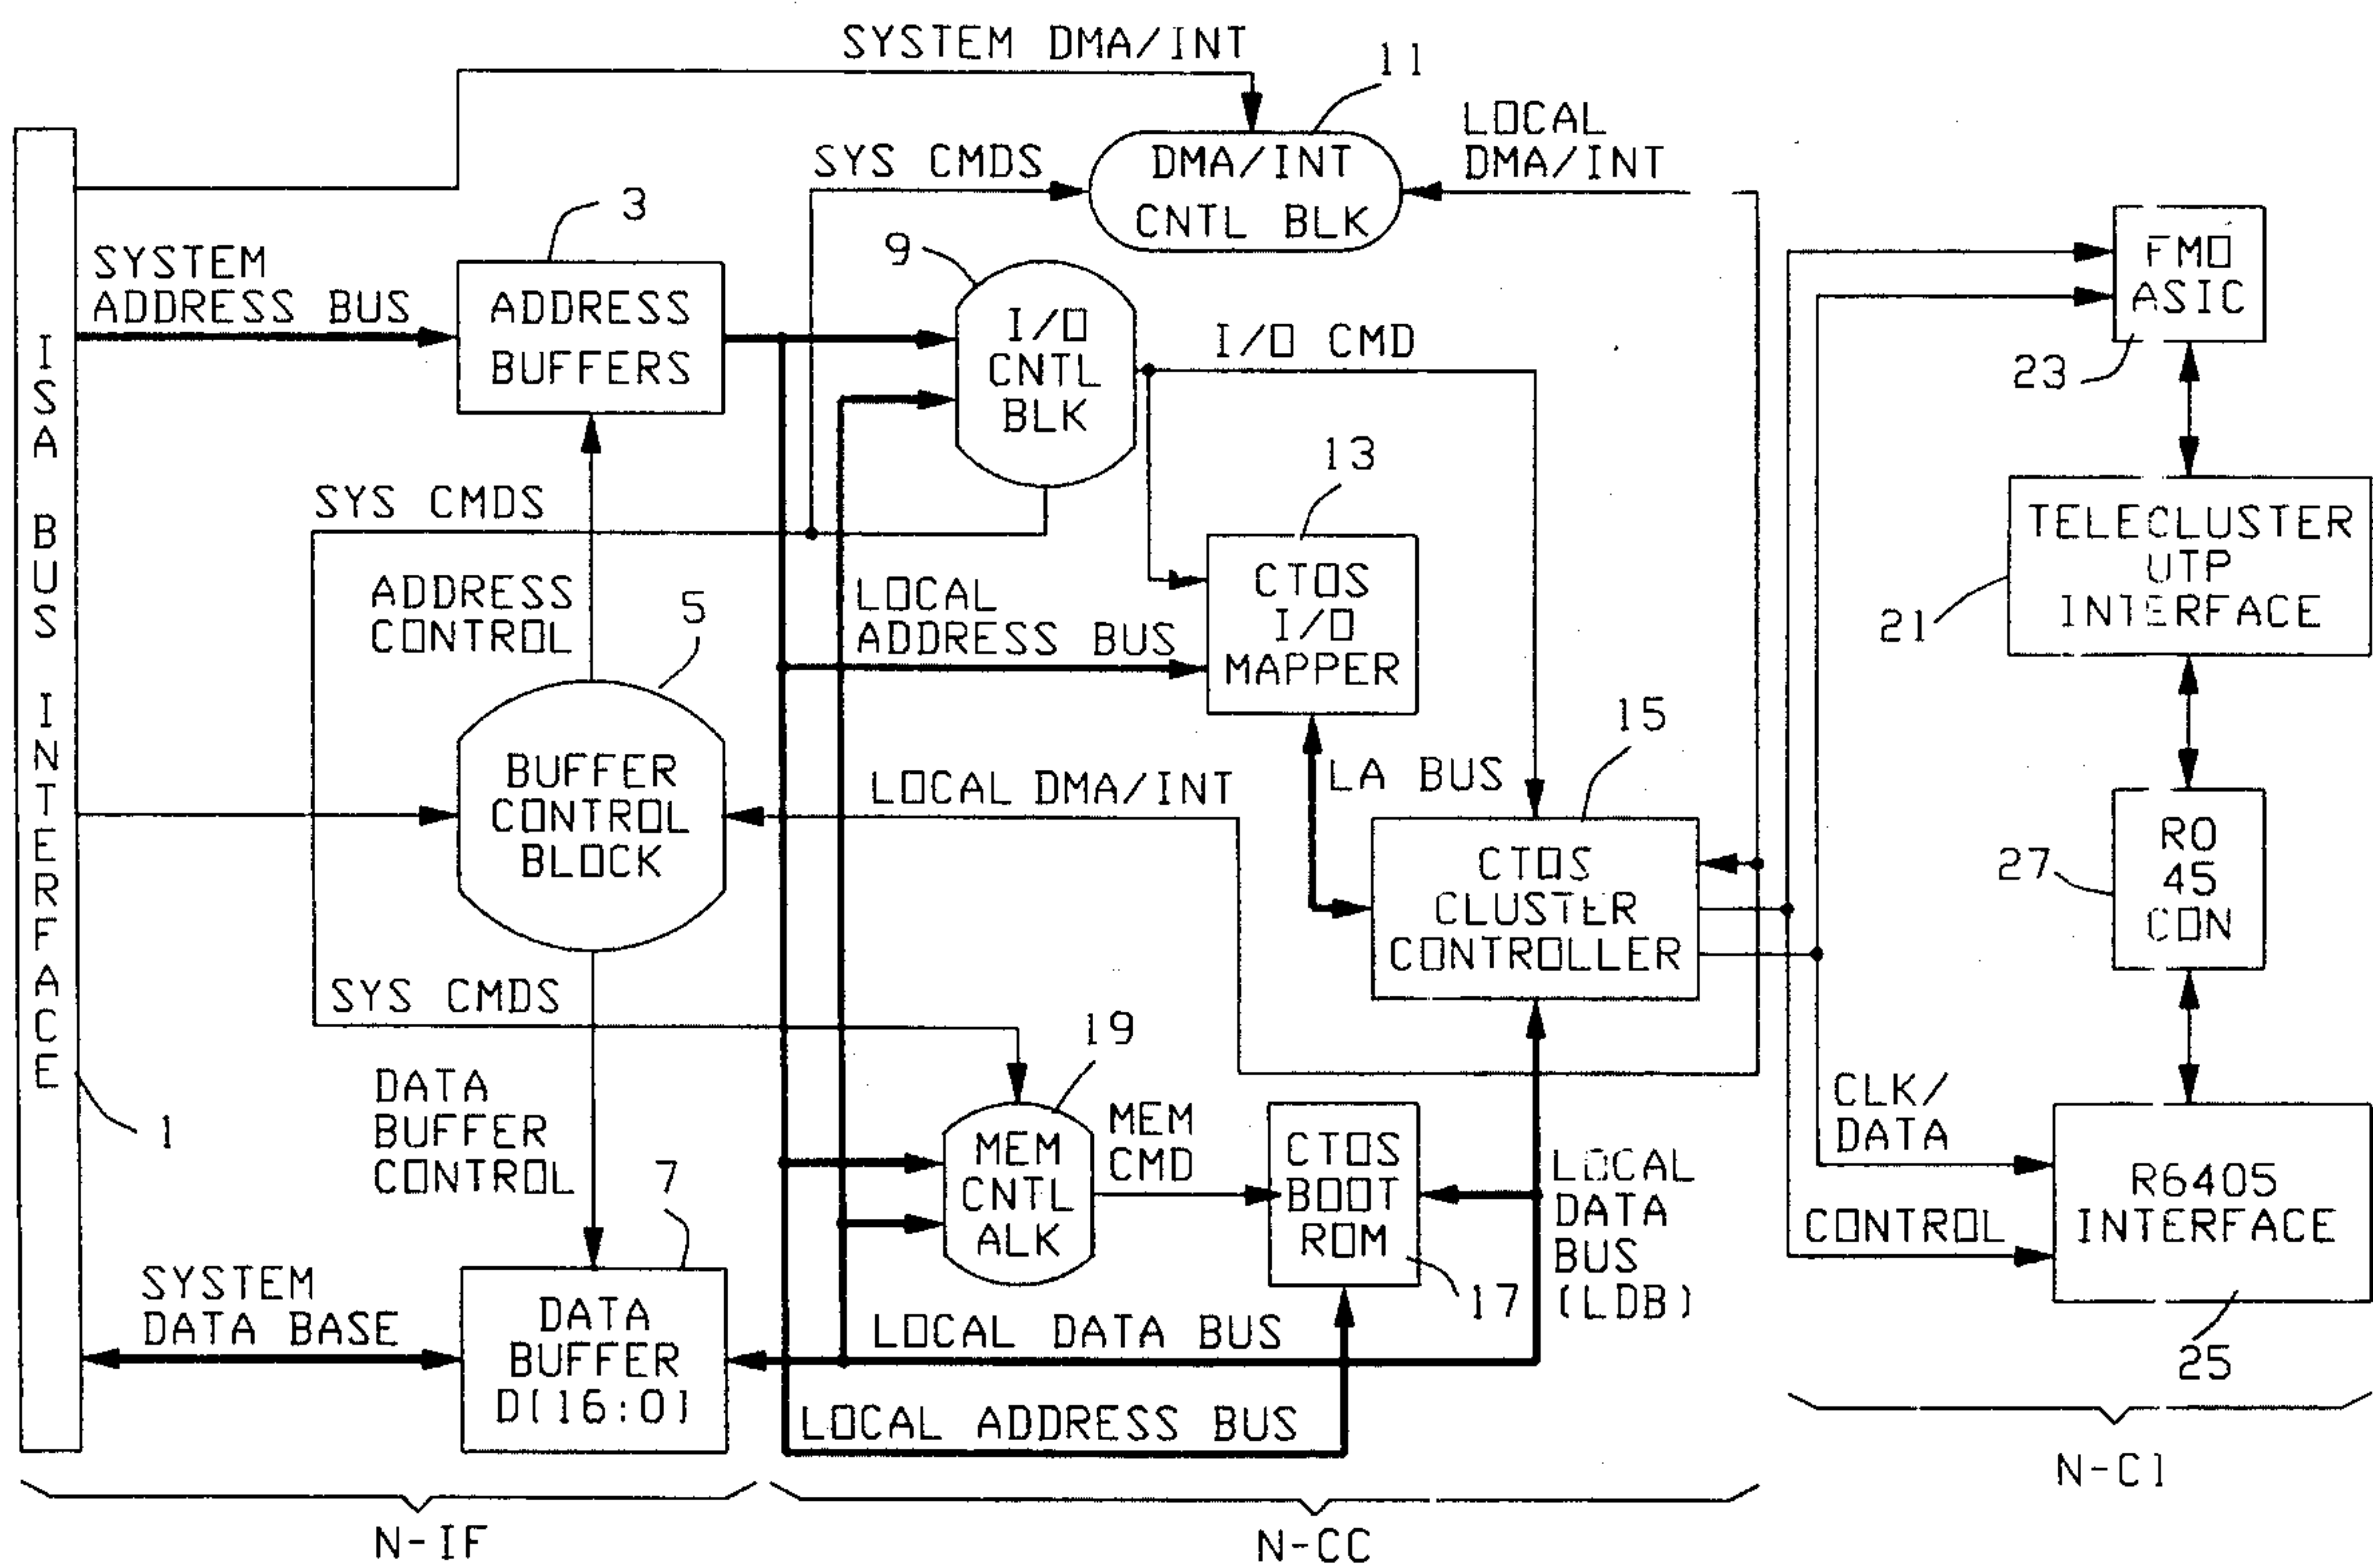 SYSTEM DMA/INT
11
LOCAL
DMA/INT
SYS CMDS
DMA/INT
CNTL BLK
3
9
SYSTEM
ADDRESS BUS
ADDRESS
BUFFERS
I/O
CNTL
BLK
I/O CMD
FMO
ASIC
23
ISA BUS INTERFACE
13
SYS CMDS
TELECLUSTER
UTP
INTERFACE
21
ADDRESS
CONTROL
5
LOCAL
ADDRESS BUS
CTOS
I/O
MAPPER
15
BUFFER
CONTROL
BLOCK
LOCAL DMA/INT
LA BUS
RO
45
CON
27
CTOS
CLUSTER
CONTROLLER
SYS CMDS
19
1
DATA
BUFFER
CONTROL
MEM
CNTL
ALK
MEM
CMD
CTOS
BOOT
ROM
17
LOCAL
DATA
BUS
(LDB)
CLK/
DATA
CONTROL
R6405
INTERFACE
25
7
SYSTEM
DATA BASE
DATA
BUFFER
D(16:0)
LOCAL DATA BUS
LOCAL ADDRESS BUS
N-IF
N-CC
N-CI